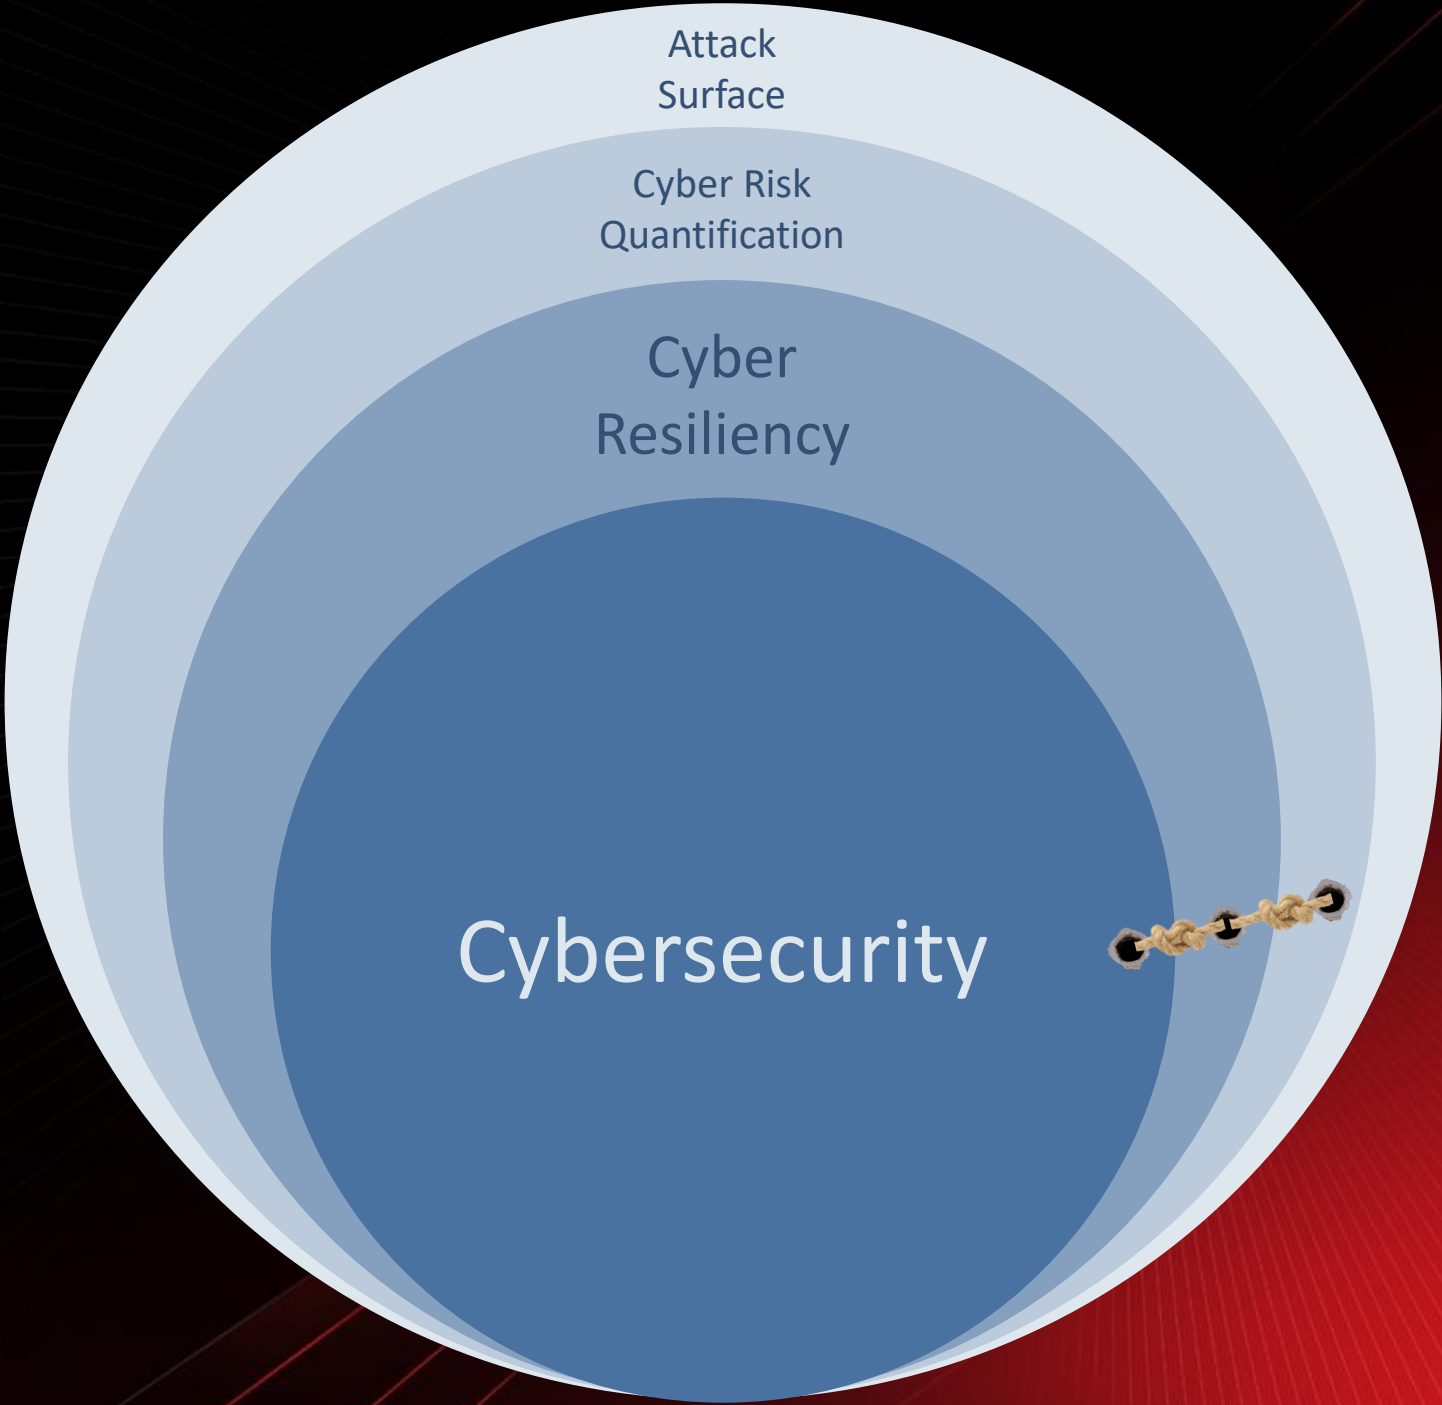 Attack
Surface
Cyber Risk
Quantification
Cyber
Resiliency
Cybersecurity